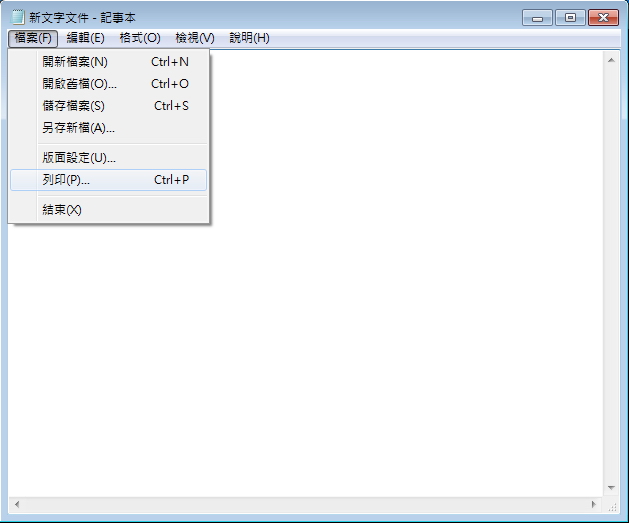 新文字文件 - 記事本
檔案(F) 編輯(E) 格式(O) 檢視(V) 說明(H)
開新檔案(N) Ctrl+N
開啟舊檔(O)... Ctrl+O
儲存檔案(S) Ctrl+S
另存新檔(A)...
版面設定(U)...
列印(P)... Ctrl+P
結束(X)